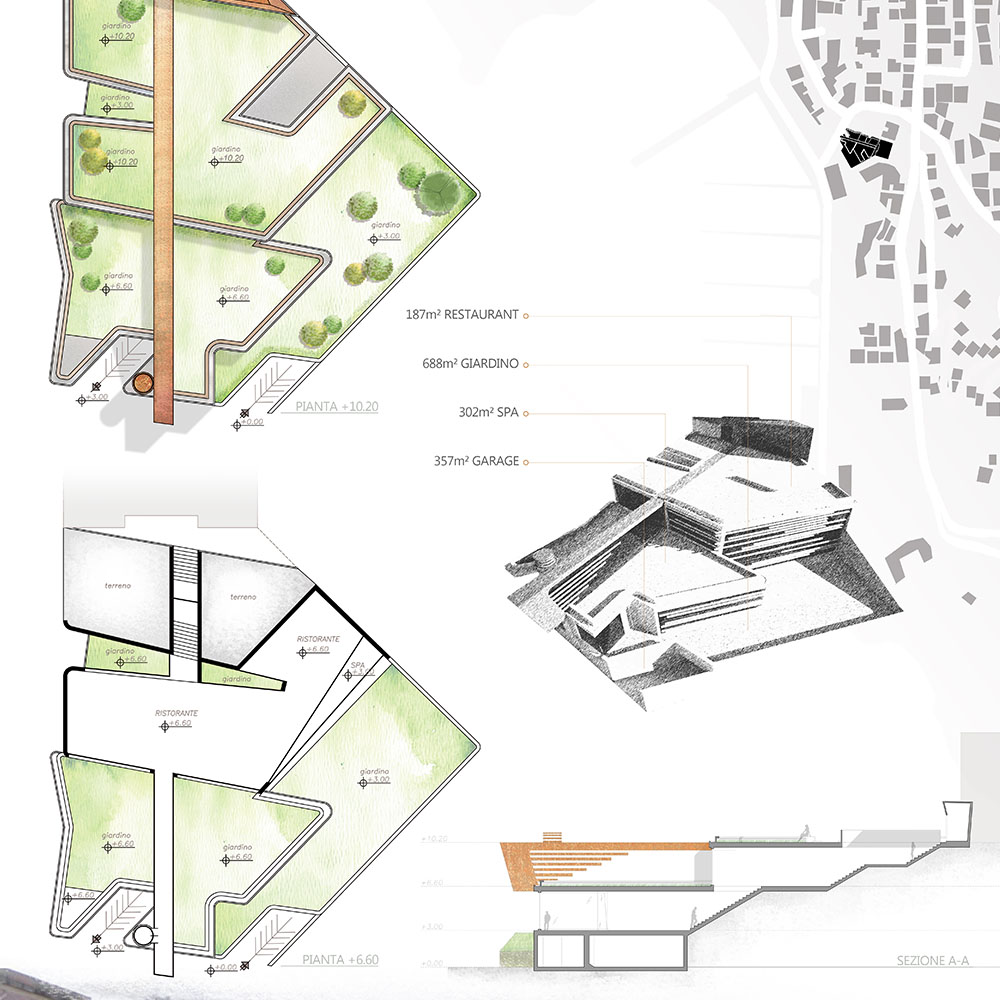 giardino
+10.20
giardino
+3.00
giardino
+10.20
giardino
+10.20
giardino
+3.00
giardino
+6.60
giardino
+6.60
+3.00
+0.00
PIANTA +10.20
187m² RESTAURANT
688m² GIARDINO
302m² SPA
357m² GARAGE
terreno
terreno
RISTORANTE
+6.60
SPA
+3.00
giardino
+6.60
giardino
RISTORANTE
+6.60
giardino
+3.00
giardino
+6.60
giardino
+6.60
+6.60
+3.00
+0.00
PIANTA +6.60
+10.20
+6.60
+3.00
+0.00
SEZIONE A-A